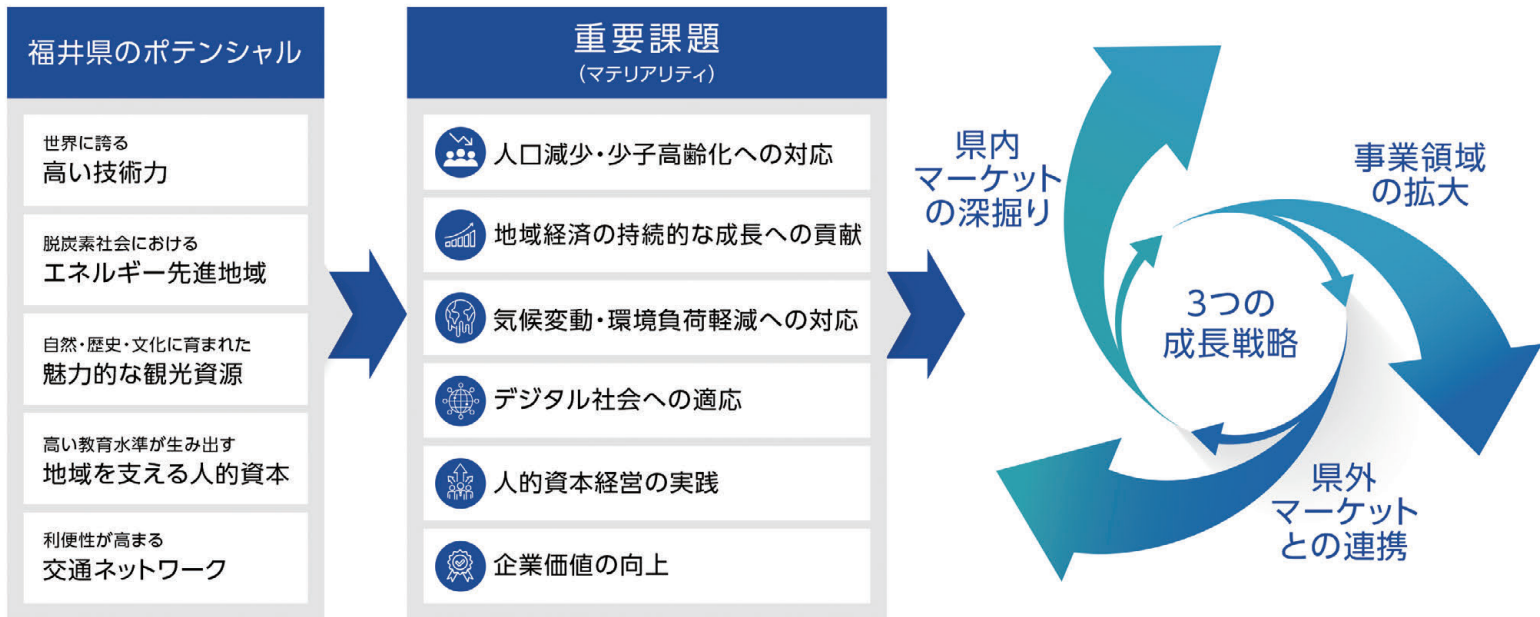 福井県のポテンシャル
世界に誇る
高い技術力
脱炭素社会における
エネルギー先進地域
自然・歴史・文化に育まれた
魅力的な観光資源
高い教育水準が生み出す
地域を支える人的資本
利便性が高まる
交通ネットワーク
重要課題
(マテリアリティ)
人口減少・少子高齢化への対応
地域経済の持続的な成長への貢献
気候変動・環境負荷軽減への対応
デジタル社会への適応
人的資本経営の実践
企業価値の向上
県内
マーケット
の深掘り
事業領域
の拡大
3つの
成長戦略
県外
マーケット
との連携